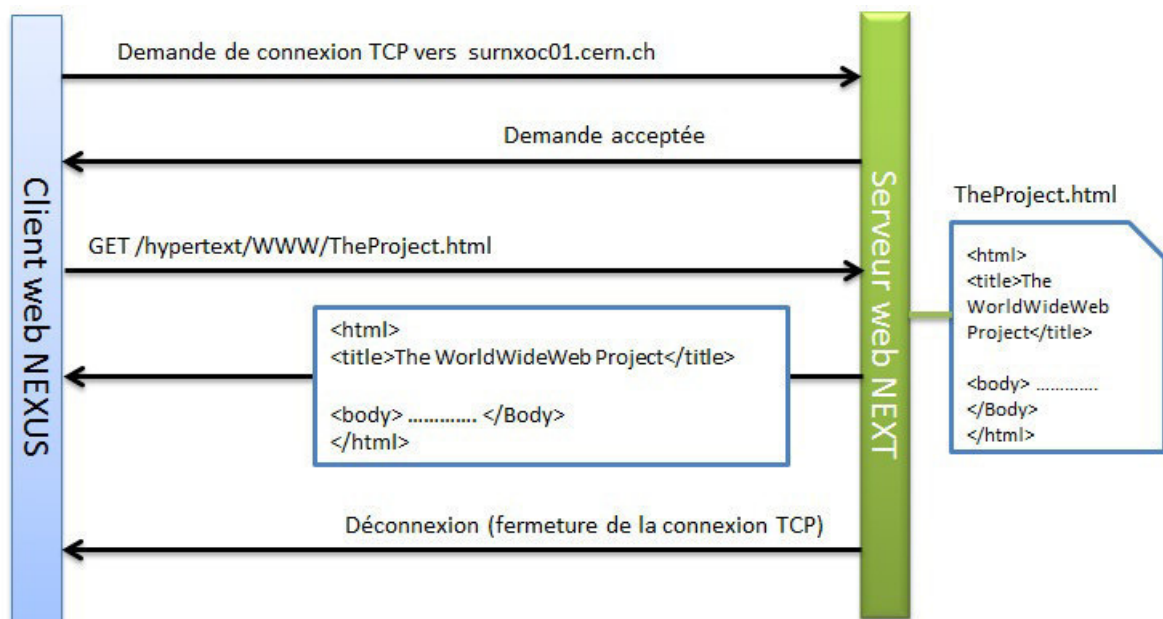 Demande de connexion TCP vers surnxoc01.cern.ch
Demande acceptée
Client web NEXUS
Serveur web NEXT
TheProject.html
GET /hypertext/WWW/TheProject.html
<html>
<title>The WorldWideWeb Project</title>
<body> ............. </Body>
</html>
<html>
<title>The
WorldWideWeb
Project</title>
<body> .............
</Body>
</html>
Déconnexion (fermeture de la connexion TCP)